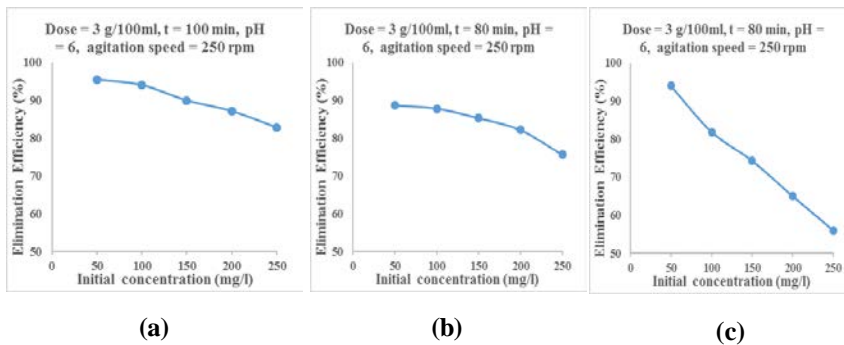 Dose = 3 g/100ml, t = 100 min, pH
= 6, agitation speed = 250 rpm
Elimination Efficiency (%)
100
90
80
70
60
50
0 50 100 150 200 250
Initial concentration (mg/l)
(a)
Dose = 3 g/100ml, t = 80 min, pH =
6, agitation speed = 250 rpm
Elimination Efficiency (%)
100
90
80
70
60
50
0 50 100 150 200 250
Initial concentration (mg/l)
(b)
Dose = 3 g/100ml, t = 80 min, pH =
6, agitation speed = 250 rpm
Elimination Efficiency (%)
100
90
80
70
60
50
0 50 100 150 200 250
Initial concentration (mg/l)
(c)